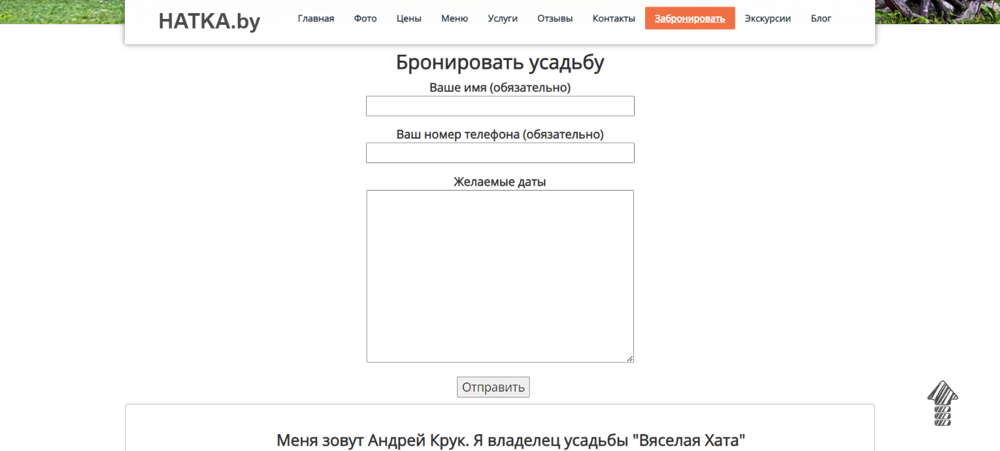 HATKA.by
Главная Фото Цены Меню Услуги Отзывы Контакты Забронировать Экскурсии Блог
Бронировать усадьбу
Ваше имя (обязательно)
Ваш номер телефона (обязательно)
Желаемые даты
Отправить
Меня зовут Андрей Крук. Я владелец усадьбы "Вяселая Хата"